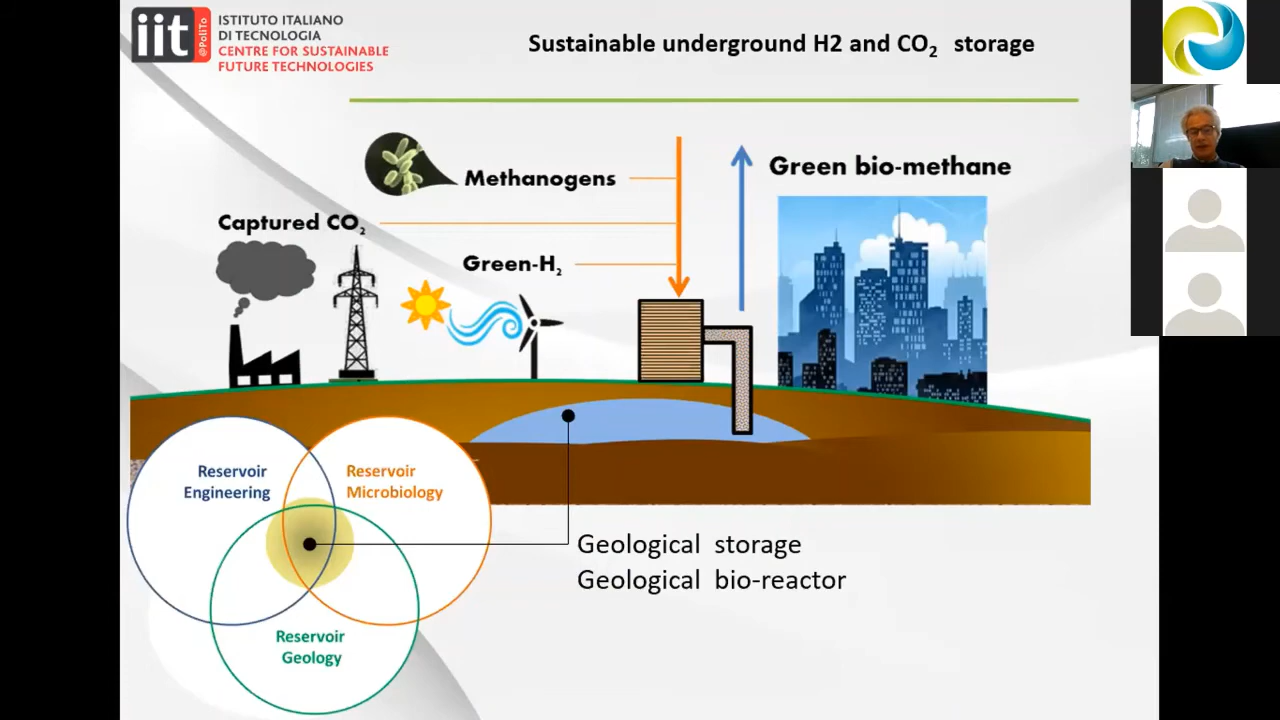 iit
@PoliTo
ISTITUTO ITALIANO
DI TECNOLOGIA
CENTRE FOR SUSTAINABLE
FUTURE TECHNOLOGIES
Sustainable underground H2 and CO₂ storage
Methanogens
Green bio-methane
Captured CO₂
Green-H₂
Reservoir
Engineering
Reservoir
Microbiology
Geological storage
Geological bio-reactor
Reservoir
Geology